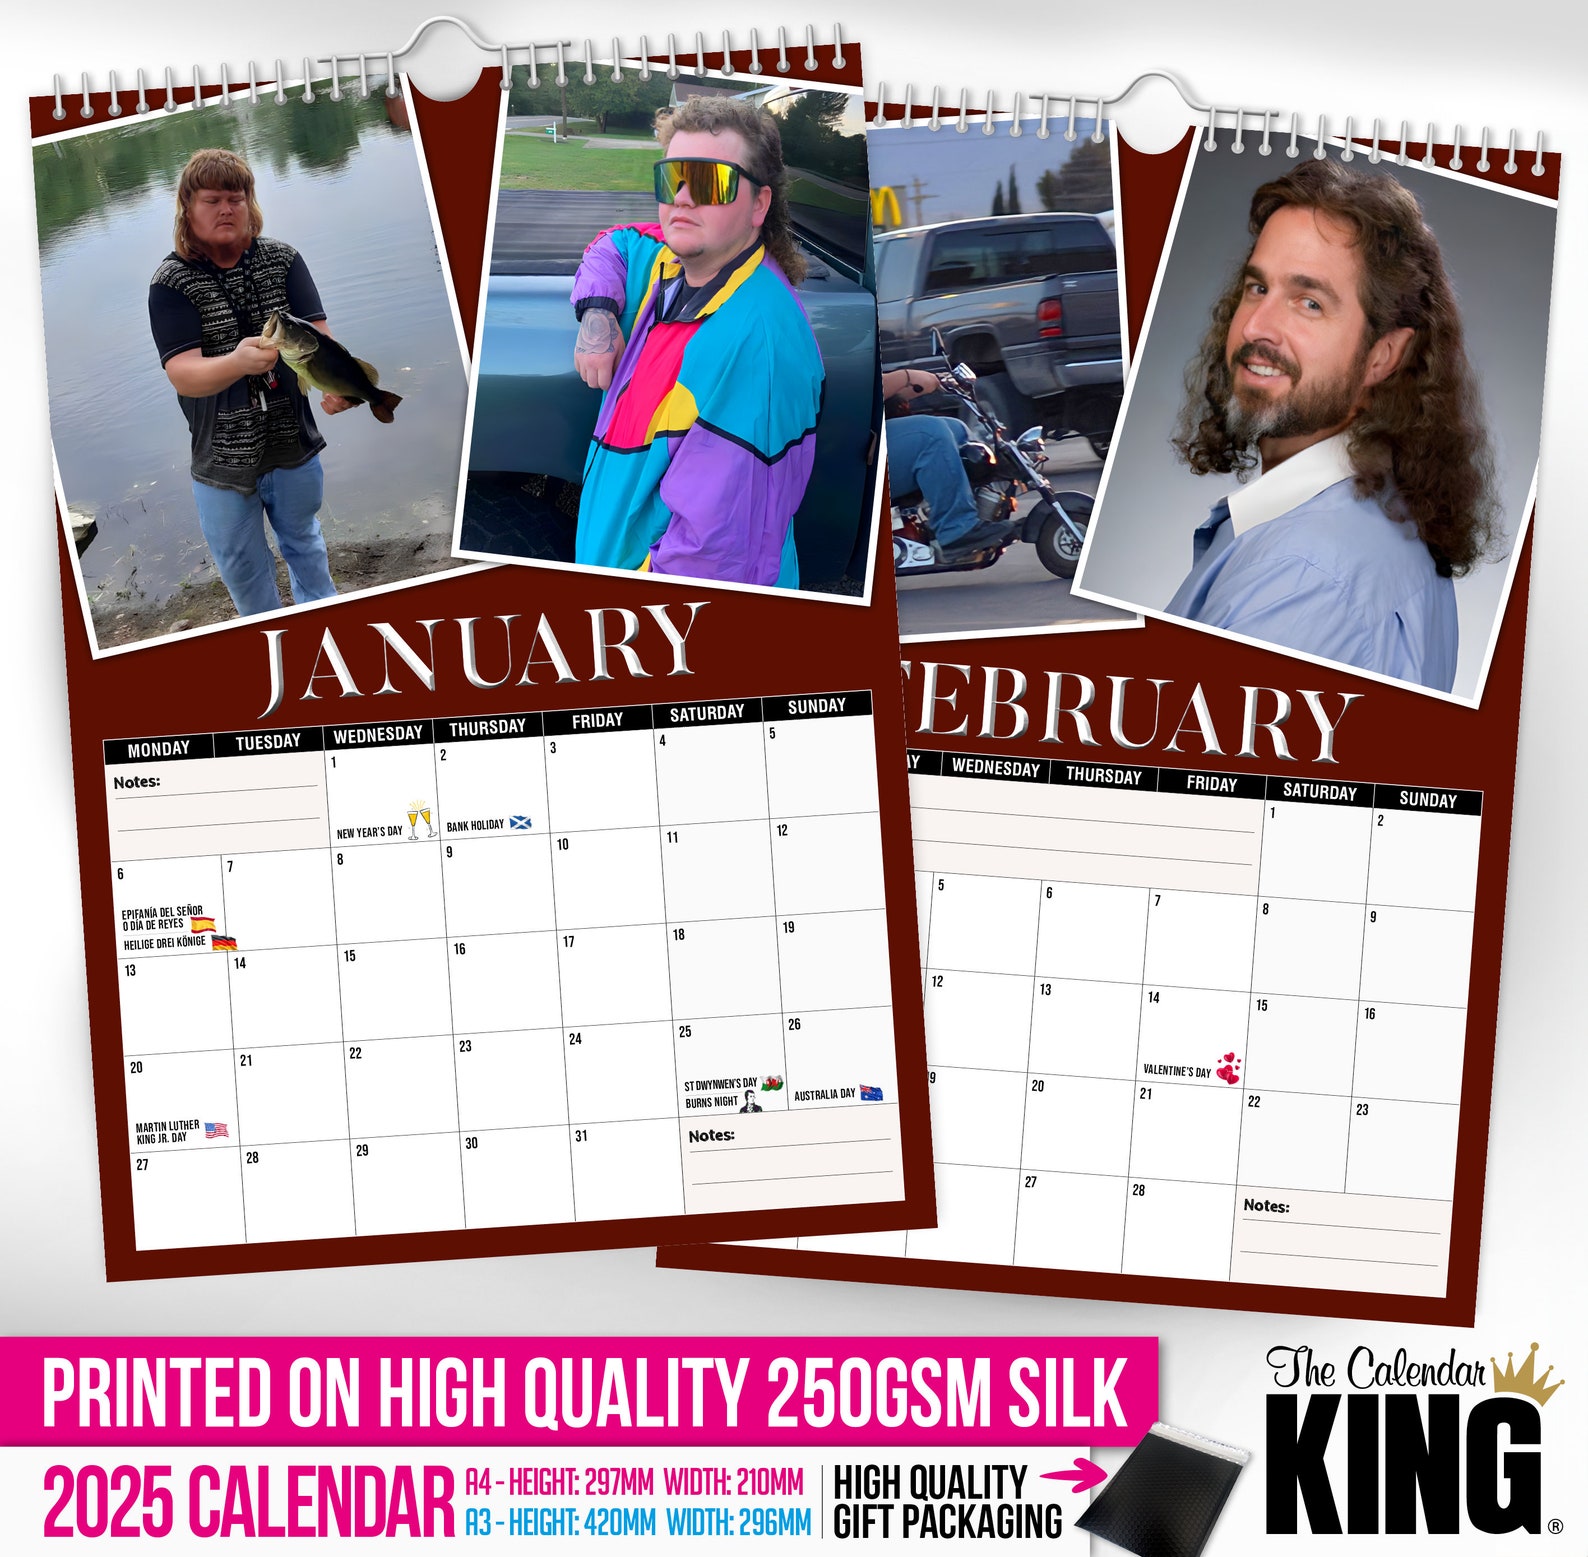 JANUARY
MONDAY TUESDAY WEDNESDAY THURSDAY FRIDAY SATURDAY SUNDAY
Notes:
1 2 3 4 5
NEW YEAR'S DAY
BANK HOLIDAY
6 7 8 9 10 11 12
EPIFANÍA DEL SEÑOR
O DÍA DE REYES
HEILIGE DREI KÖNIGE
13 14 15 16 17 18 19
20 21 22 23 24 25 26
MARTIN LUTHER
KING JR. DAY
ST DWYNWEN'S DAY
BURNS NIGHT
AUSTRALIA DAY
27 28 29 30 31
Notes:
FEBRUARY
AY WEDNESDAY THURSDAY FRIDAY SATURDAY SUNDAY
1 2
5 6 7 8 9
12 13 14 15 16
VALENTINE'S DAY
19 20 21 22 23
27 28
Notes:
PRINTED ON HIGH QUALITY 250GSM SILK
2025 CALENDAR
A4 - HEIGHT: 297MM WIDTH: 210MM
A3 - HEIGHT: 420MM WIDTH: 296MM
HIGH QUALITY
GIFT PACKAGING
The Calendar
KING®